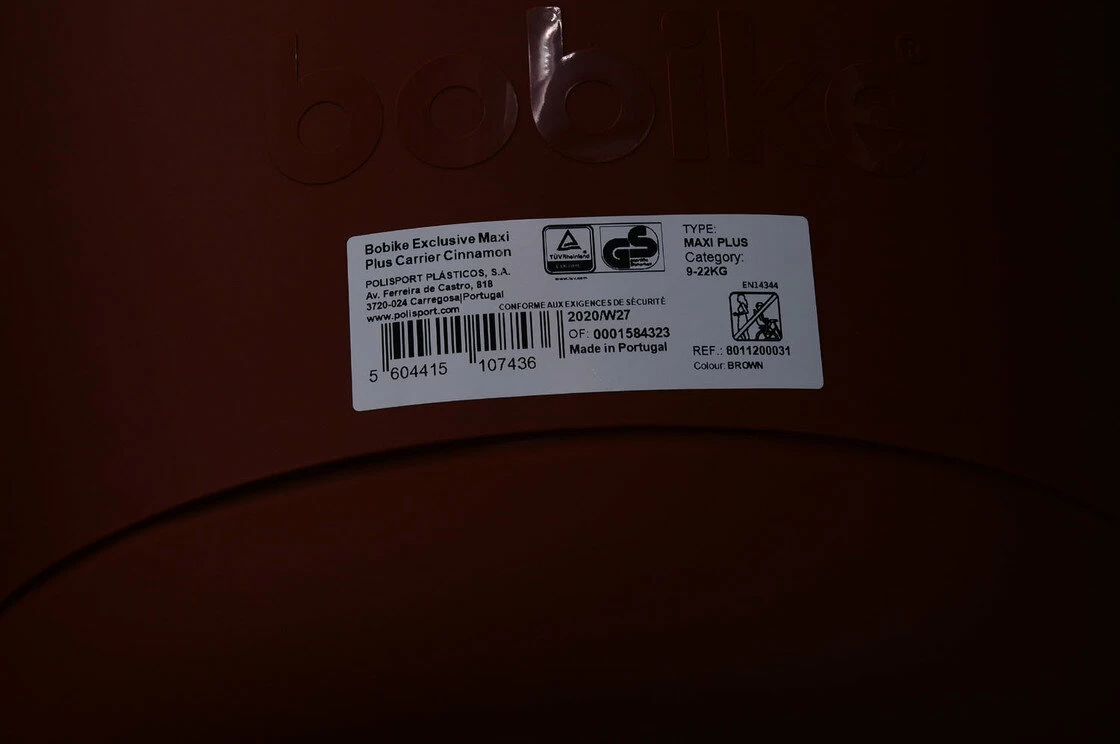 bobike®
Bobike Exclusive Maxi
Plus Carrier Cinnamon
POLISPORT PLÁSTICOS, S.A.
Av. Ferreira de Castro, 818
3720-024 Carregosa|Portugal
www.polisport.com
CONFORME AUX EXIGENCES DE SÉCURITÉ
5 604415 107436
TÜVRheinland
GS
2020/W27
OF: 0001584323
Made in Portugal
TYPE:
MAXI PLUS
Category:
9-22KG
EN14344
REF.: 8011200031
Colour: BROWN